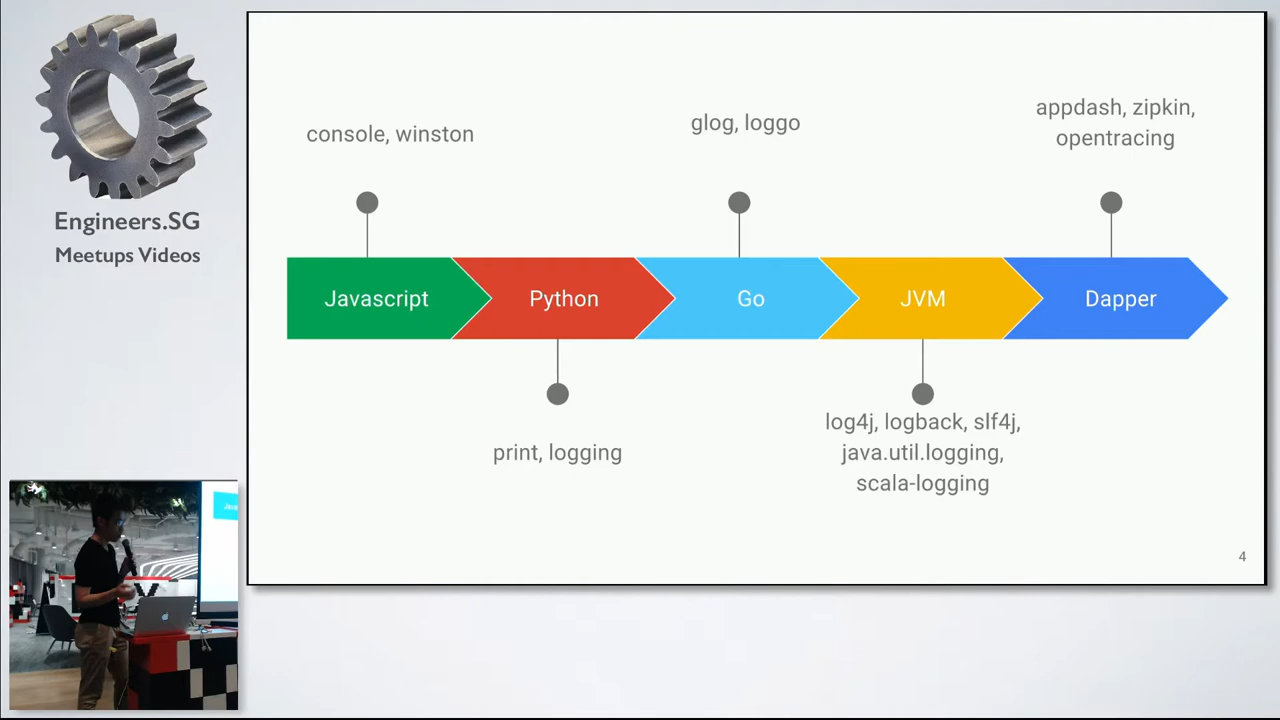 Engineers.SG
Meetups Videos
console, winston
glog, loggo
appdash, zipkin,
opentracing
Javascript
Python
Go
JVM
Dapper
print, logging
log4j, logback, slf4j,
java.util.logging,
scala-logging
4